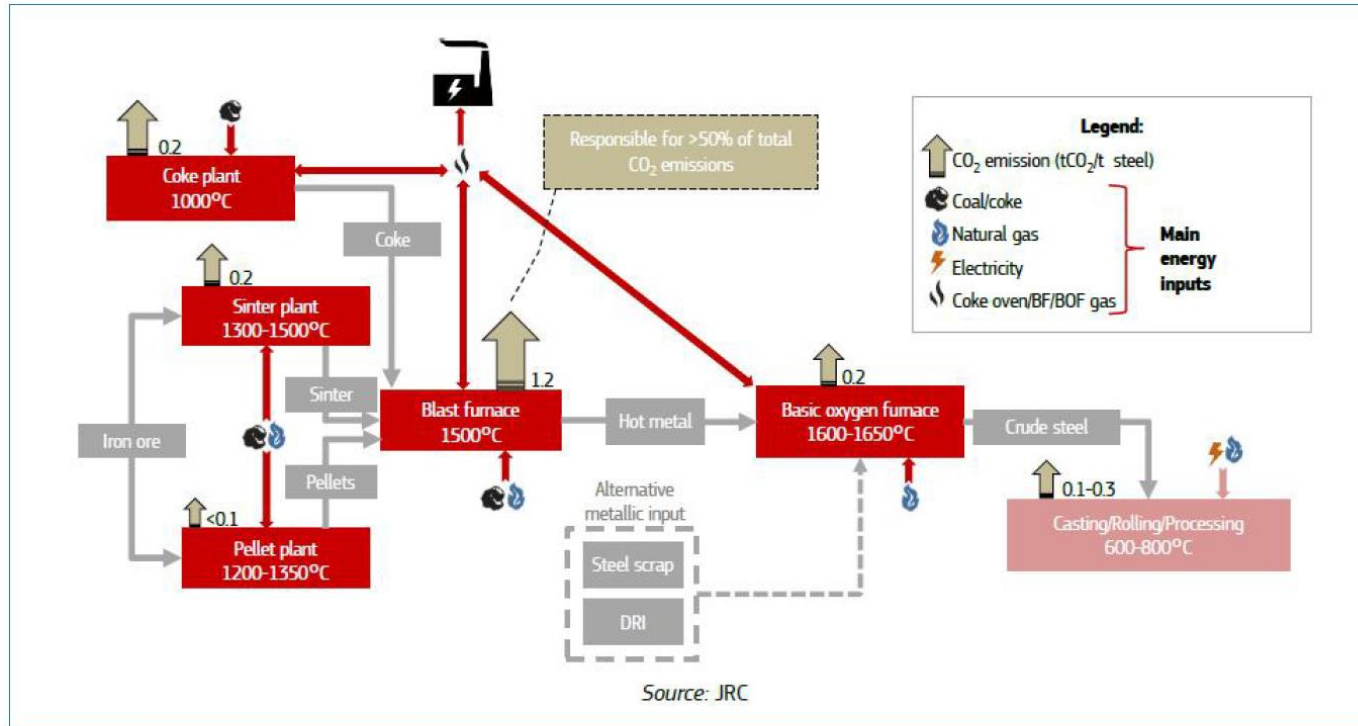 Responsible for >50% of total
CO₂ emissions
Legend:
CO₂ emission (tCO₂/t steel)
Coal/coke
Natural gas
Electricity
Coke oven/BF/BOF gas
Main
energy
inputs
0.2
Coke plant
1000°C
Coke
0.2
Sinter plant
1300-1500°C
Sinter
Iron ore
Pellets
<0.1
Pellet plant
1200-1350°C
1.2
Blast furnace
1500°C
Hot metal
0.2
Basic oxygen furnace
1600-1650°C
Crude steel
0.1-0.3
Casting/Rolling/Processing
600-800°C
Alternative
metallic input
Steel scrap
DRI
Source: JRC